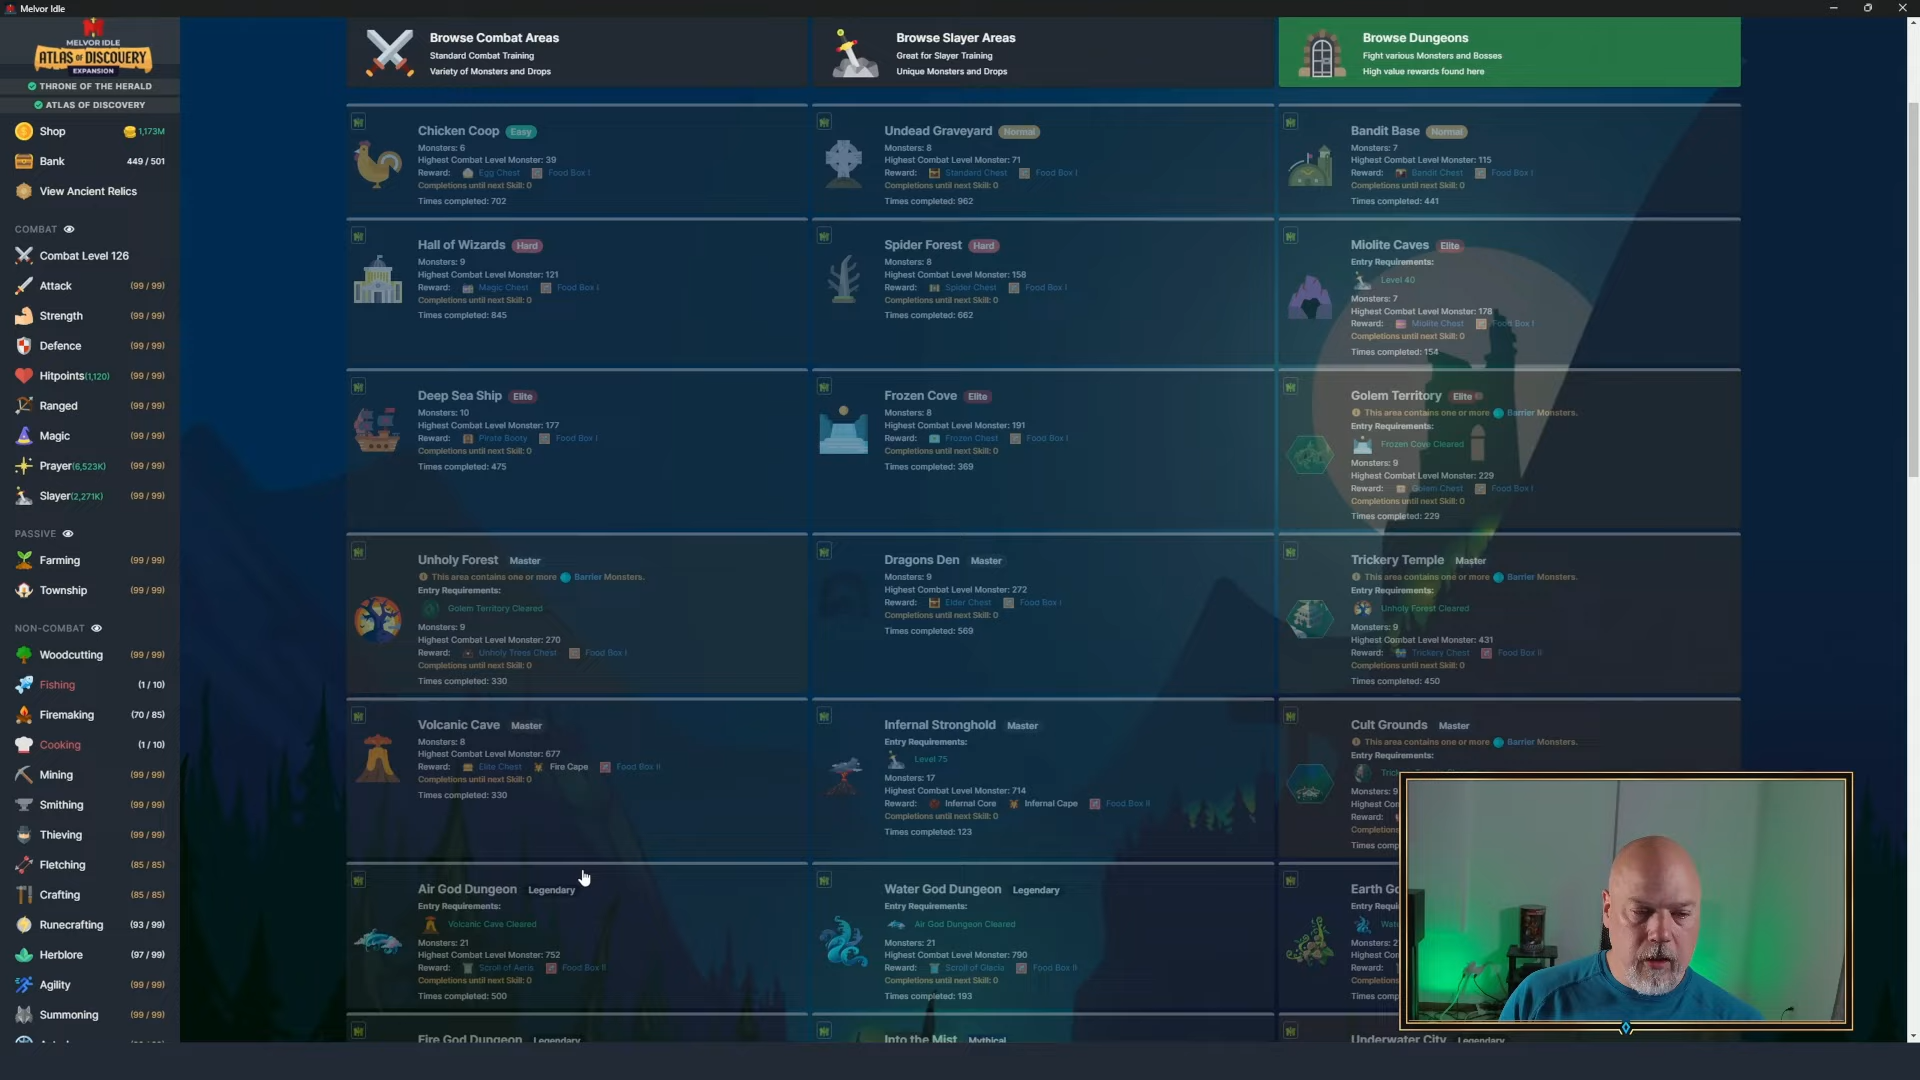 Melvor Idle
MELVOR IDLE
ATLAS OF DISCOVERY
EXPANSION
THRONE OF THE HERALD
ATLAS OF DISCOVERY
Shop 1,173M
Bank 449 / 501
View Ancient Relics
COMBAT
Combat Level 126
Attack (99 / 99)
Strength (99 / 99)
Defence (99 / 99)
Hitpoints(1,120) (99 / 99)
Ranged (99 / 99)
Magic (99 / 99)
Prayer(6,523K) (99 / 99)
Slayer(2,271K) (99 / 99)
PASSIVE
Farming (99 / 99)
Township (99 / 99)
NON-COMBAT
Woodcutting (99 / 99)
Fishing (1 / 10)
Firemaking (70 / 85)
Cooking (1 / 10)
Mining (99 / 99)
Smithing (99 / 99)
Thieving (99 / 99)
Fletching (85 / 85)
Crafting (85 / 85)
Runecrafting (93 / 99)
Herblore (97 / 99)
Agility (99 / 99)
Summoning (99 / 99)
Browse Combat Areas
Standard Combat Training
Variety of Monsters and Drops
Browse Slayer Areas
Great for Slayer Training
Unique Monsters and Drops
Browse Dungeons
Fight various Monsters and Bosses
High value rewards found here
Chicken Coop Easy
Monsters: 6
Highest Combat Level Monster: 39
Reward: Egg Chest Food Box I
Completions until next Skill: 0
Times completed: 702
Undead Graveyard Normal
Monsters: 8
Highest Combat Level Monster: 71
Reward: Standard Chest Food Box I
Completions until next Skill: 0
Times completed: 962
Bandit Base Normal
Monsters: 7
Highest Combat Level Monster: 115
Reward: Bandit Chest Food Box I
Completions until next Skill: 0
Times completed: 441
Hall of Wizards Hard
Monsters: 9
Highest Combat Level Monster: 121
Reward: Magic Chest Food Box I
Completions until next Skill: 0
Times completed: 845
Spider Forest Hard
Monsters: 8
Highest Combat Level Monster: 158
Reward: Spider Chest Food Box I
Completions until next Skill: 0
Times completed: 662
Miolite Caves Elite
Entry Requirements:
Level 40
Monsters: 7
Highest Combat Level Monster: 178
Reward: Miolite Chest Food Box I
Completions until next Skill: 0
Times completed: 154
Deep Sea Ship Elite
Monsters: 10
Highest Combat Level Monster: 177
Reward: Pirate Booty Food Box I
Completions until next Skill: 0
Times completed: 475
Frozen Cove Elite
Monsters: 8
Highest Combat Level Monster: 191
Reward: Frozen Chest Food Box I
Completions until next Skill: 0
Times completed: 369
Golem Territory Elite
This area contains one or more Barrier Monsters.
Entry Requirements:
Frozen Cove Cleared
Monsters: 9
Highest Combat Level Monster: 229
Reward: Golem Chest Food Box I
Completions until next Skill: 0
Times completed: 229
Unholy Forest Master
This area contains one or more Barrier Monsters.
Entry Requirements:
Golem Territory Cleared
Monsters: 9
Highest Combat Level Monster: 270
Reward: Unholy Trees Chest Food Box I
Completions until next Skill: 0
Times completed: 330
Dragons Den Master
Monsters: 9
Highest Combat Level Monster: 272
Reward: Elder Chest Food Box I
Completions until next Skill: 0
Times completed: 569
Trickery Temple Master
This area contains one or more Barrier Monsters.
Entry Requirements:
Unholy Forest Cleared
Monsters: 9
Highest Combat Level Monster: 431
Reward: Trickery Chest Food Box II
Completions until next Skill: 0
Times completed: 450
Volcanic Cave Master
Monsters: 8
Highest Combat Level Monster: 677
Reward: Elite Chest Fire Cape Food Box II
Completions until next Skill: 0
Times completed: 330
Infernal Stronghold Master
Entry Requirements:
Level 75
Monsters: 17
Highest Combat Level Monster: 714
Reward: Infernal Core Infernal Cape Food Box II
Completions until next Skill: 0
Times completed: 123
Cult Grounds Master
This area contains one or more Barrier Monsters.
Entry Requirements:
Monsters: 9
Highest Com
Reward:
Completions
Times comp
Air God Dungeon Legendary
Entry Requirements:
Volcanic Cave Cleared
Monsters: 21
Highest Combat Level Monster: 752
Reward: Scroll of Aeris Food Box II
Completions until next Skill: 0
Times completed: 500
Water God Dungeon Legendary
Entry Requirements:
Air God Dungeon Cleared
Monsters: 21
Highest Combat Level Monster: 790
Reward: Scroll of Glacia Food Box II
Completions until next Skill: 0
Times completed: 193
Earth Go
Entry Requi
Wate
Monsters: 2
Highest Com
Reward:
Completions
Times comp
Fire God Dungeon Legendary
Into the Mist Mythical
Underwater City Legendary